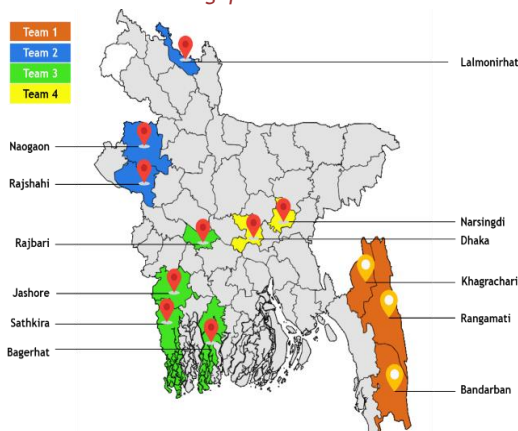 Team 1
Team 2
Team 3
Team 4
Lalmonirhat
Naogaon
Rajshahi
Narsingdi
Rajbari
Dhaka
Khagrachari
Jashore
Rangamati
Sathkira
Bagerhat
Bandarban